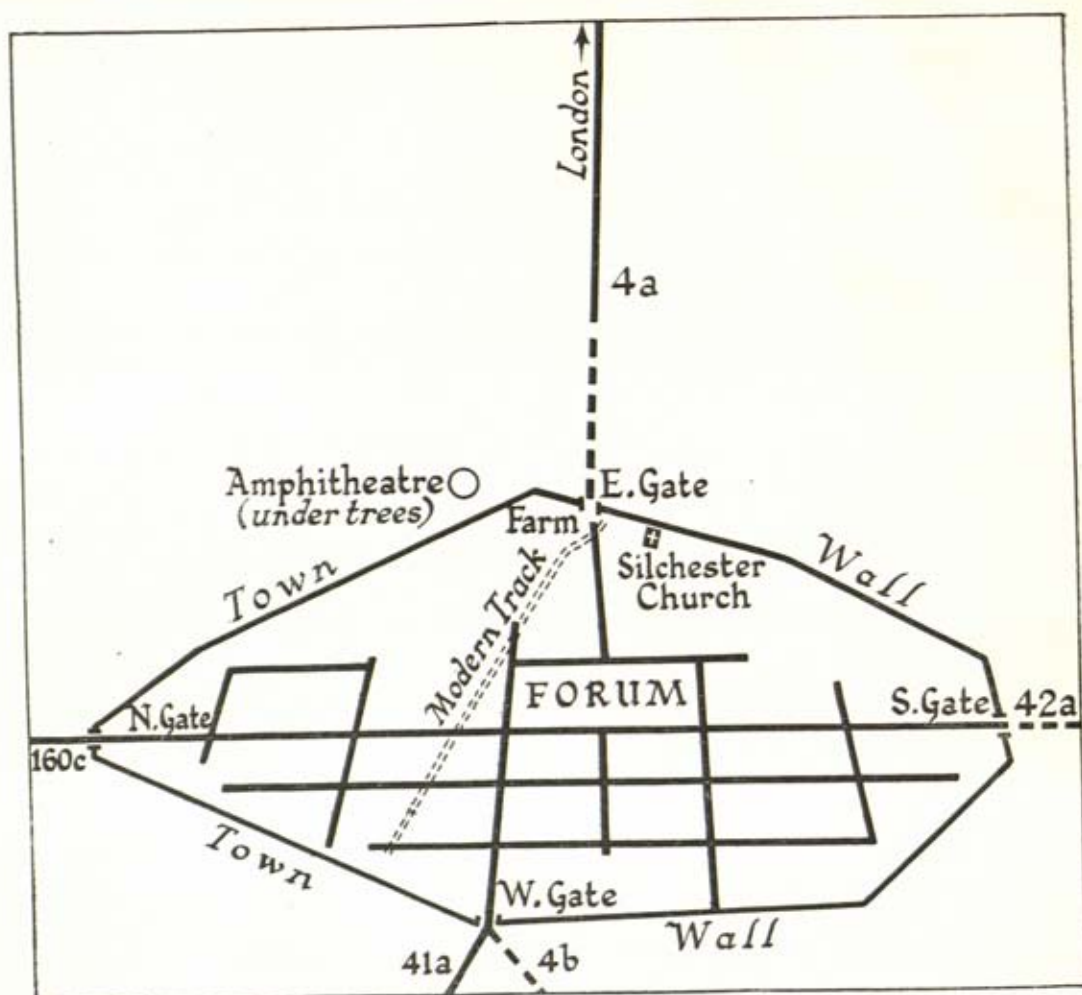 London
4a
Amphitheatre
(under trees)
E. Gate
Farm
Silchester
Church
Town
Wall
Modern Track
FORUM
N. Gate
S. Gate
42a
160c
Town
W. Gate
Wall
41a
4b